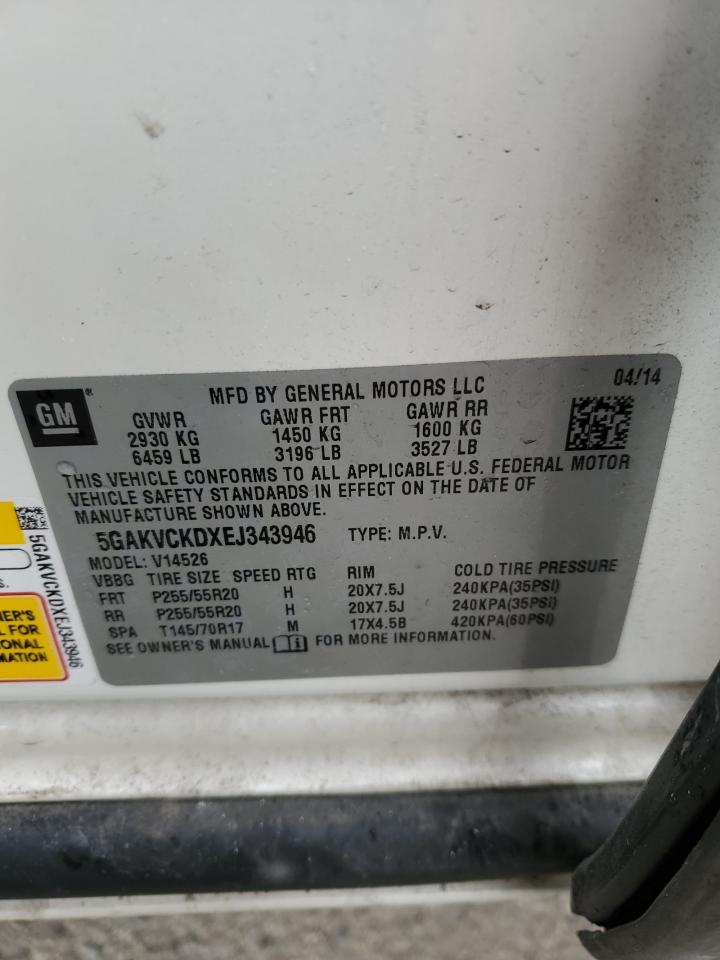 GM®
MFD BY GENERAL MOTORS LLC 04/14
GVWR GAWR FRT GAWR RR
2930 KG 1450 KG 1600 KG
6459 LB 3196 LB 3527 LB
THIS VEHICLE CONFORMS TO ALL APPLICABLE U.S. FEDERAL MOTOR
VEHICLE SAFETY STANDARDS IN EFFECT ON THE DATE OF
MANUFACTURE SHOWN ABOVE.
5GAKVCKDXEJ343946 TYPE: M.P.V.
MODEL: V14526
VBBG TIRE SIZE SPEED RTG RIM COLD TIRE PRESSURE
FRT P255/55R20 H 20X7.5J 240KPA(35PSI)
RR P255/55R20 H 20X7.5J 240KPA(35PSI)
SPA T145/70R17 M 17X4.5B 420KPA(60PSI)
SEE OWNER'S MANUAL FOR MORE INFORMATION.
5GAKVCKDXEJ343946
NER'S
L FOR
ONAL
MATION